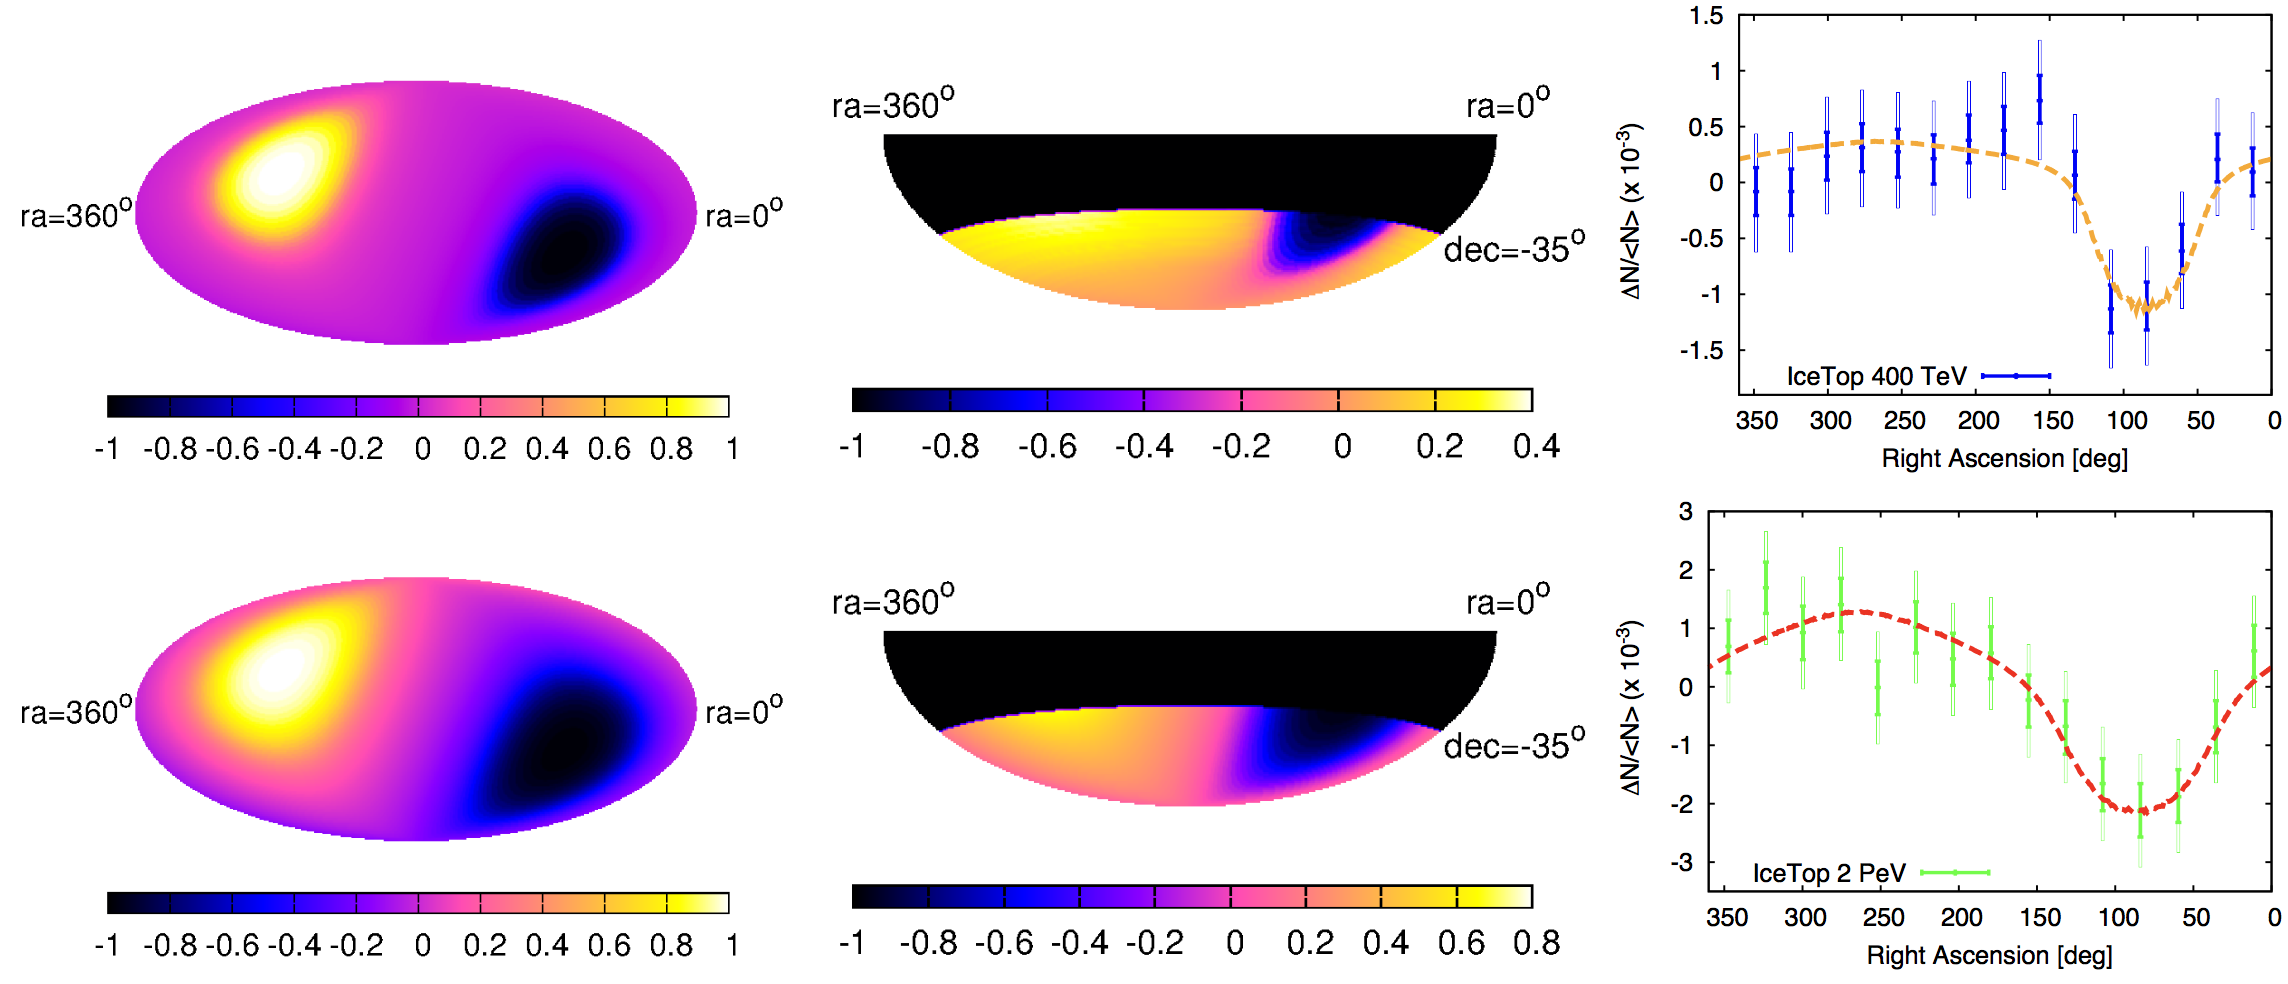 ra=360°
ra=0°
-1 -0.8 -0.6 -0.4 -0.2 0 0.2 0.4 0.6 0.8 1
ra=360°
ra=0°
dec=-35°
-1 -0.8 -0.6 -0.4 -0.2 0 0.2 0.4
ΔN/<N> (x 10⁻³)
1.5
1
0.5
0
-0.5
-1
-1.5
IceTop 400 TeV
350 300 250 200 150 100 50 0
Right Ascension [deg]
ra=360°
ra=0°
-1 -0.8 -0.6 -0.4 -0.2 0 0.2 0.4 0.6 0.8 1
ra=360°
ra=0°
dec=-35°
-1 -0.8 -0.6 -0.4 -0.2 0 0.2 0.4 0.6 0.8
ΔN/<N> (x 10⁻³)
3
2
1
0
-1
-2
-3
IceTop 2 PeV
350 300 250 200 150 100 50 0
Right Ascension [deg]